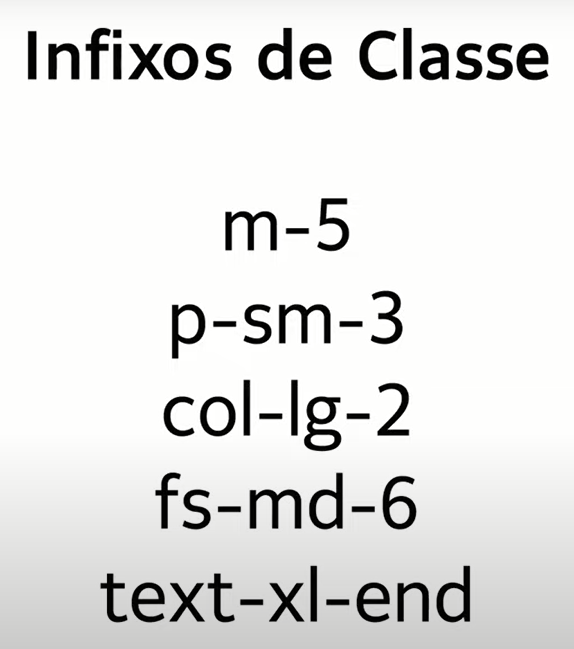 Infixos de Classe
m-5
p-sm-3
col-lg-2
fs-md-6
text-xl-end